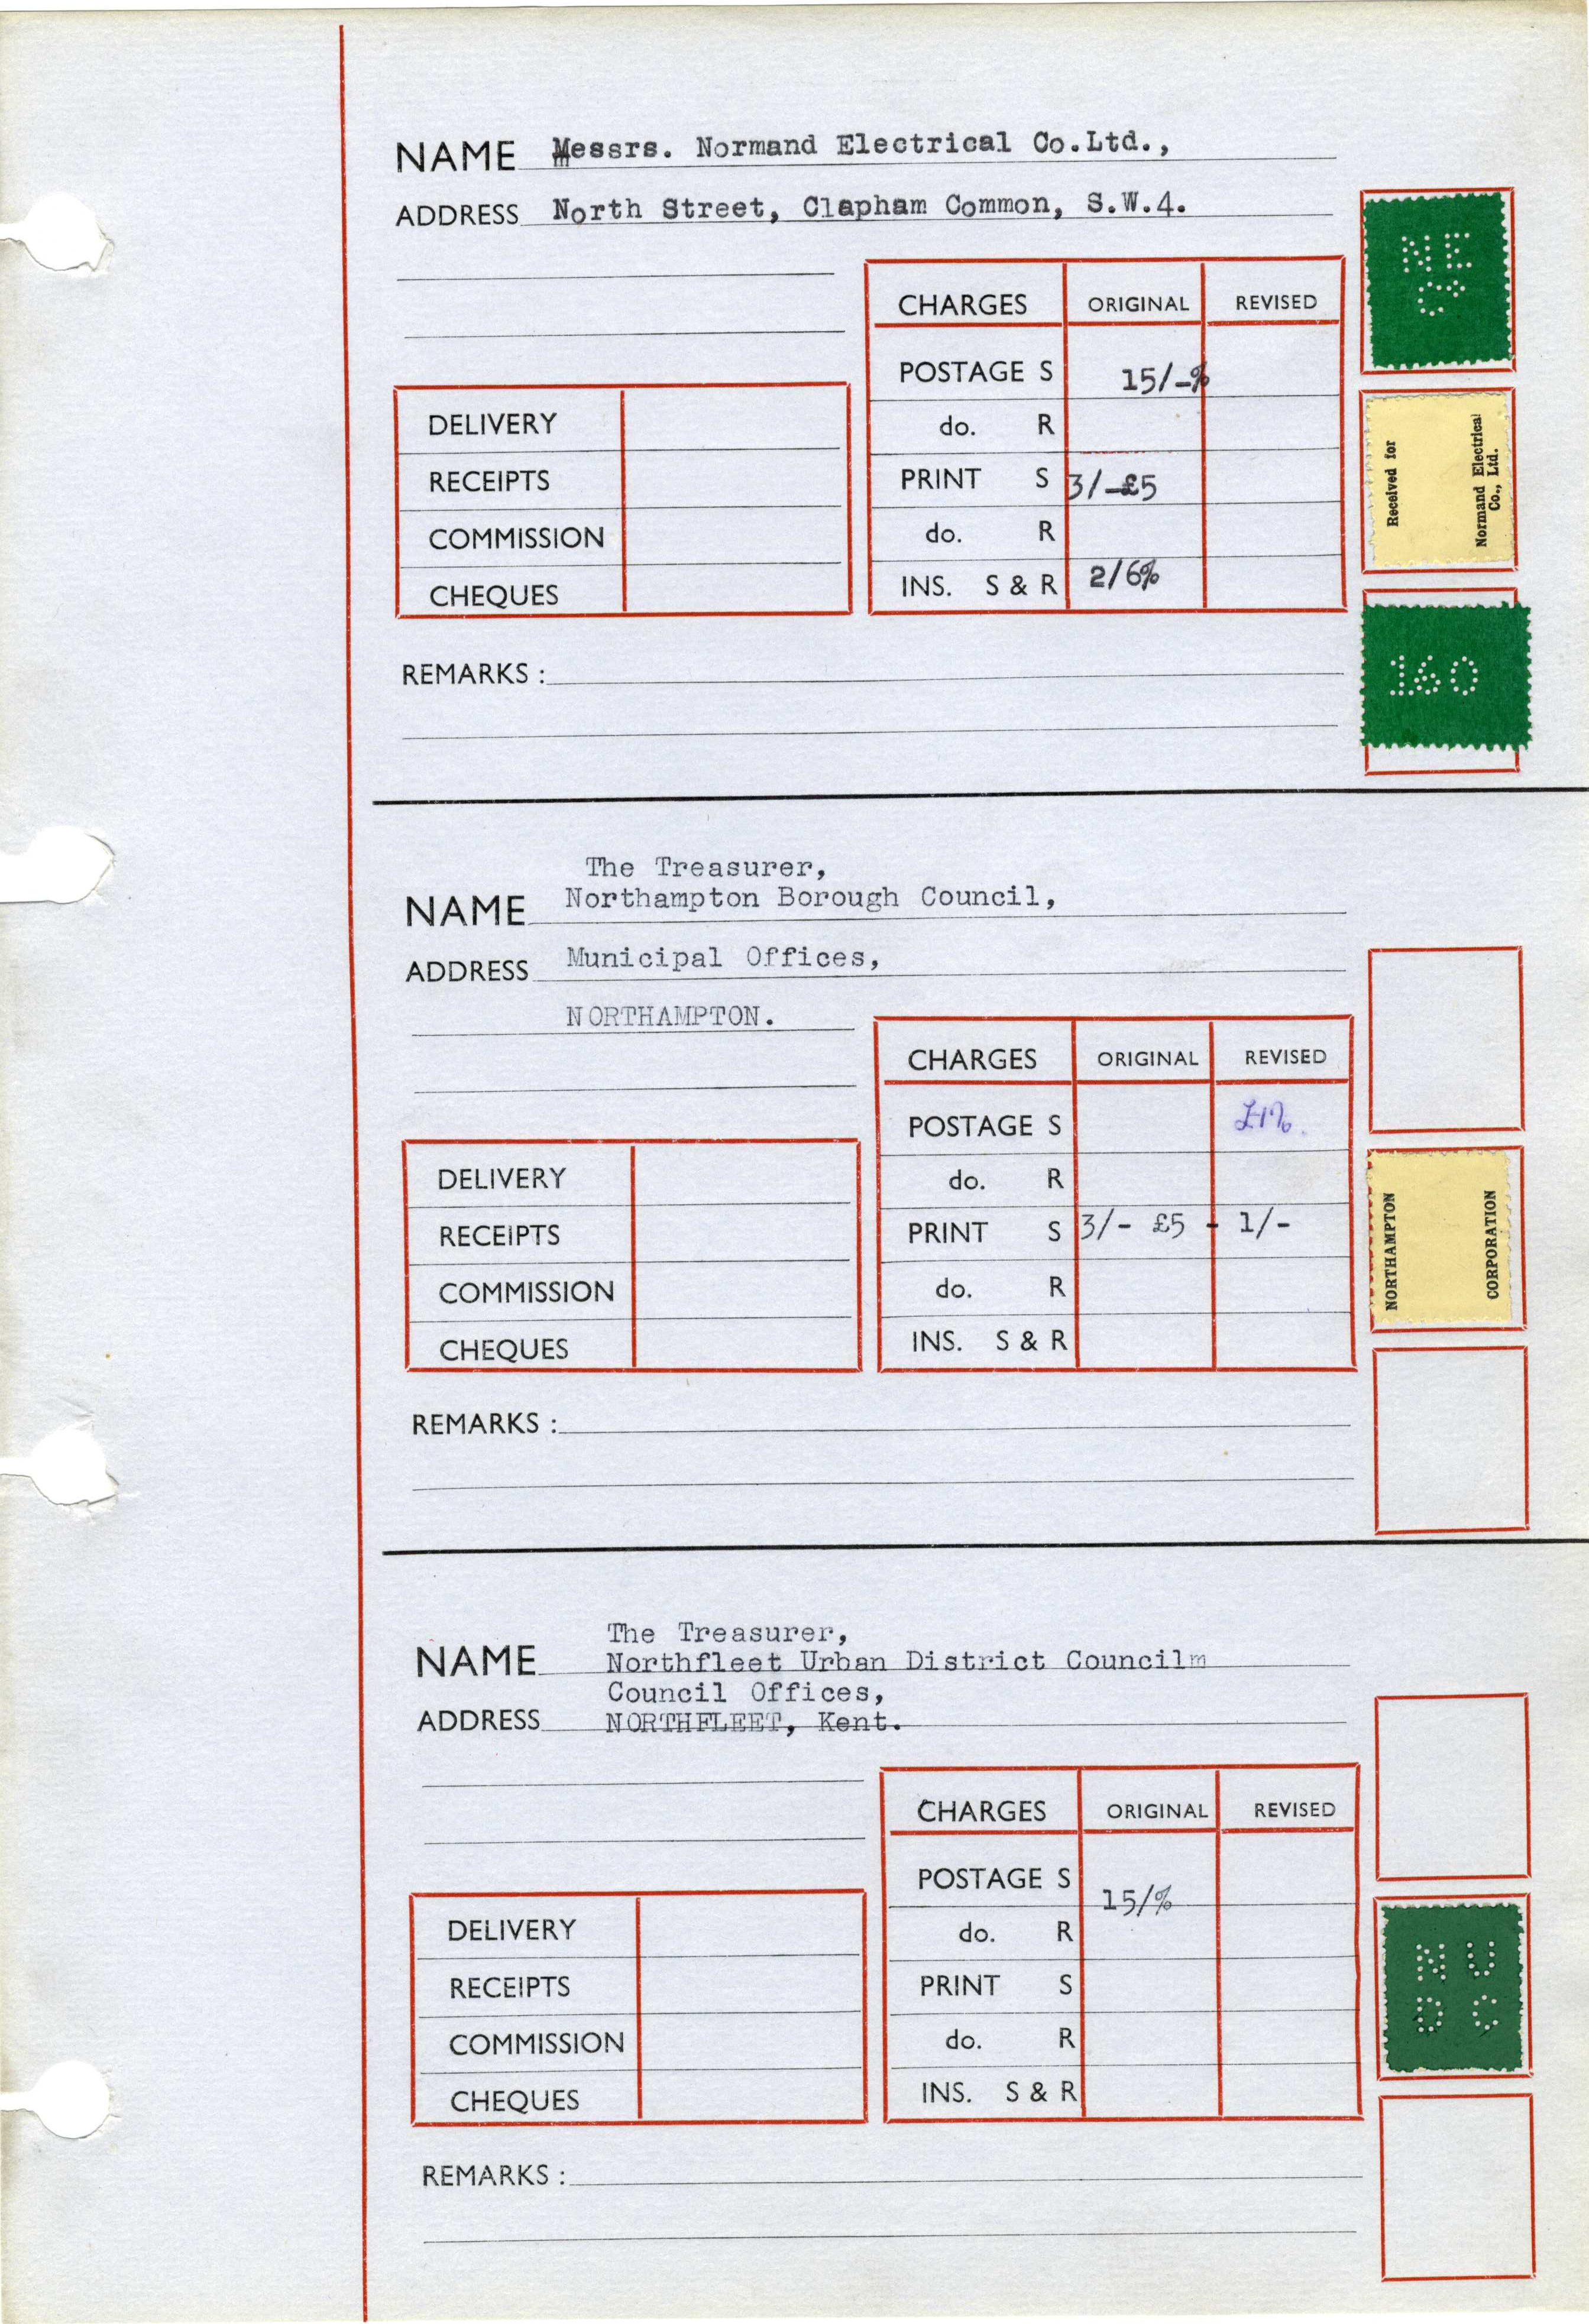 NAME Messrs. Normand Electrical Co.Ltd.,
ADDRESS North Street, Clapham Common, S.W.4.
CHARGES ORIGINAL REVISED
POSTAGE S 15/-%
do. R
PRINT S 3/-£5
do. R
INS. S & R 2/6%
DELIVERY
RECEIPTS
COMMISSION
CHEQUES
REMARKS :
NE
Co
Received for
Normand Electrical
Co., Ltd.
160
The Treasurer,
NAME Northampton Borough Council,
ADDRESS Municipal Offices,
NORTHAMPTON.
CHARGES ORIGINAL REVISED
POSTAGE S £1%.
do. R
PRINT S 3/- £5 - 1/-
do. R
INS. S & R
DELIVERY
RECEIPTS
COMMISSION
CHEQUES
REMARKS :
NORTHAMPTON
CORPORATION
The Treasurer,
NAME Northfleet Urban District Councilm
Council Offices,
ADDRESS NORTHFLEET, Kent.
CHARGES ORIGINAL REVISED
POSTAGE S 15/%
do. R
PRINT S
do. R
INS. S & R
DELIVERY
RECEIPTS
COMMISSION
CHEQUES
REMARKS :
N U
D C